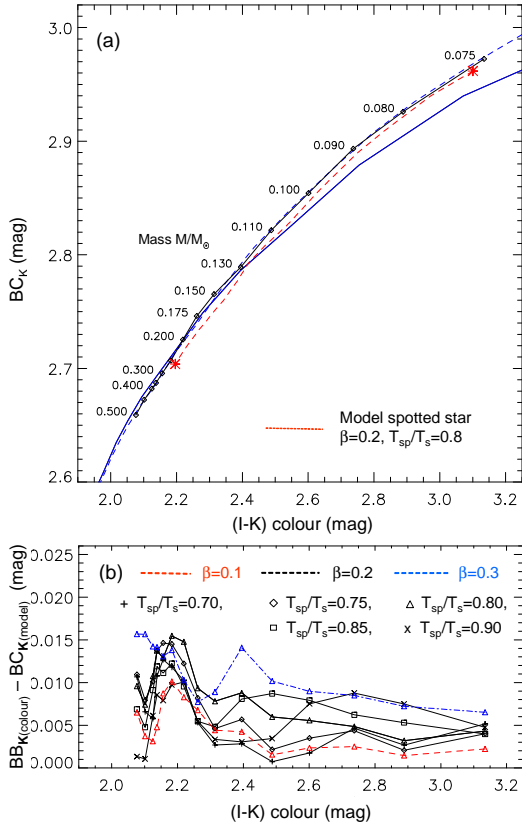 (a)
3.0
2.9
2.8
2.7
2.6
BC_K (mag)
0.075
0.080
0.090
0.100
0.110
Mass M/M_⊙
0.130
0.150
0.175
0.200
0.300
0.400
0.500
Model spotted star
β=0.2, T_sp/T_s=0.8
2.0 2.2 2.4 2.6 2.8 3.0 3.2
(I-K) colour (mag)
(b)
β=0.1 β=0.2 β=0.3
T_sp/T_s=0.70, T_sp/T_s=0.75, T_sp/T_s=0.80,
T_sp/T_s=0.85, T_sp/T_s=0.90
0.025
0.020
0.015
0.010
0.005
0.000
BB_K(colour) − BC_K(model) (mag)
2.0 2.2 2.4 2.6 2.8 3.0 3.2
(I-K) colour (mag)